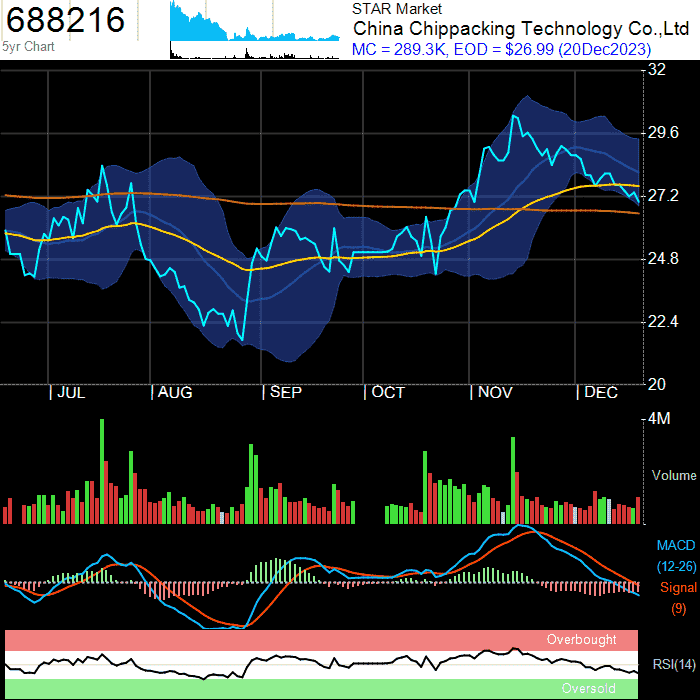 688216
5yr Chart
STAR Market
China Chippacking Technology Co.,Ltd
MC = 289.3K, EOD = $26.99 (20Dec2023)
32
29.6
27.2
24.8
22.4
20
| JUL | AUG | SEP | OCT | NOV | DEC
4M
Volume
MACD
(12-26)
Signal
(9)
Overbought
RSI(14)
Oversold